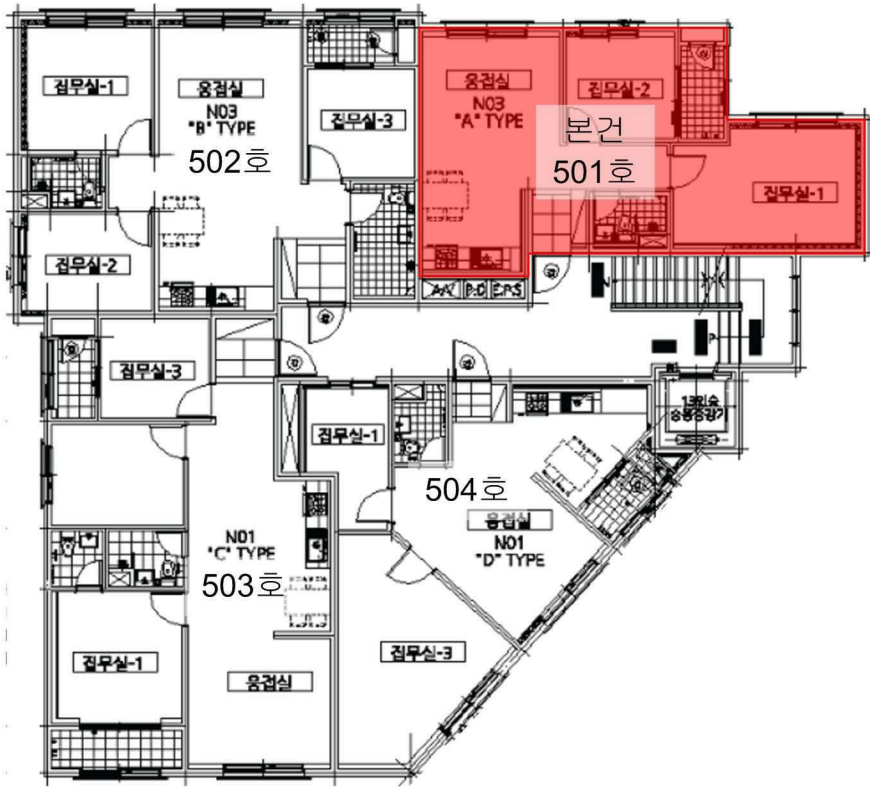 집무실-1
응접실
N03
"B" TYPE
502호
집무실-3
집무실-2
응접실
N03
"A" TYPE
집무실-2
본건
501호
집무실-1
A.V
P.D
E.P.S
집무실-3
집무실-1
504호
응접실
N01
"D" TYPE
N01
"C" TYPE
503호
집무실-1
응접실
집무실-3